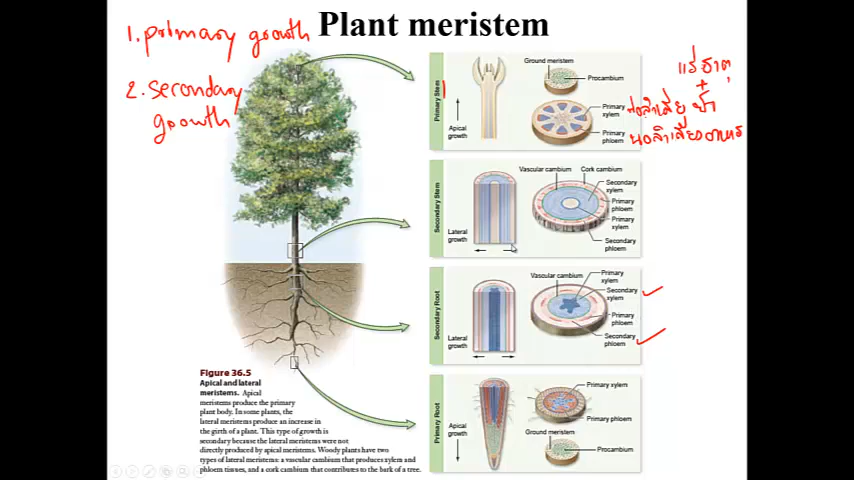 Plant meristem
1. primary growth
2. secondary
growth
แร่ธาตุ
+
ท่อลำเลียงน้ำ
ท่อลำเลียงอาหาร
Primary Stem
Apical
growth
Ground meristem
Procambium
Primary
xylem
Primary
phloem
Secondary Stem
Lateral
growth
Vascular cambium
Cork cambium
Secondary
xylem
Primary
phloem
Primary
xylem
Secondary
phloem
Secondary Root
Lateral
growth
Vascular cambium
Primary
xylem
Secondary
xylem
Primary
phloem
Secondary
phloem
Primary Root
Apical
growth
Primary xylem
Primary phloem
Ground meristem
Procambium
Figure 36.5
Apical and lateral
meristems. Apical
meristems produce the primary
plant body. In some plants, the
lateral meristems produce an increase in
the girth of a plant. This type of growth is
secondary because the lateral meristems were not
directly produced by apical meristems. Woody plants have two
types of lateral meristems: a vascular cambium that produces xylem and
phloem tissues, and a cork cambium that contributes to the bark of a tree.